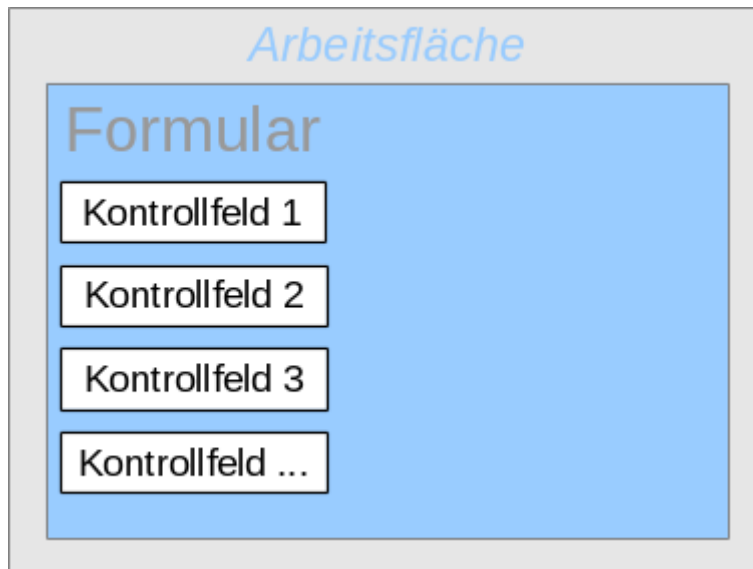 Arbeitsfläche
Formular
Kontrollfeld 1
Kontrollfeld 2
Kontrollfeld 3
Kontrollfeld ...